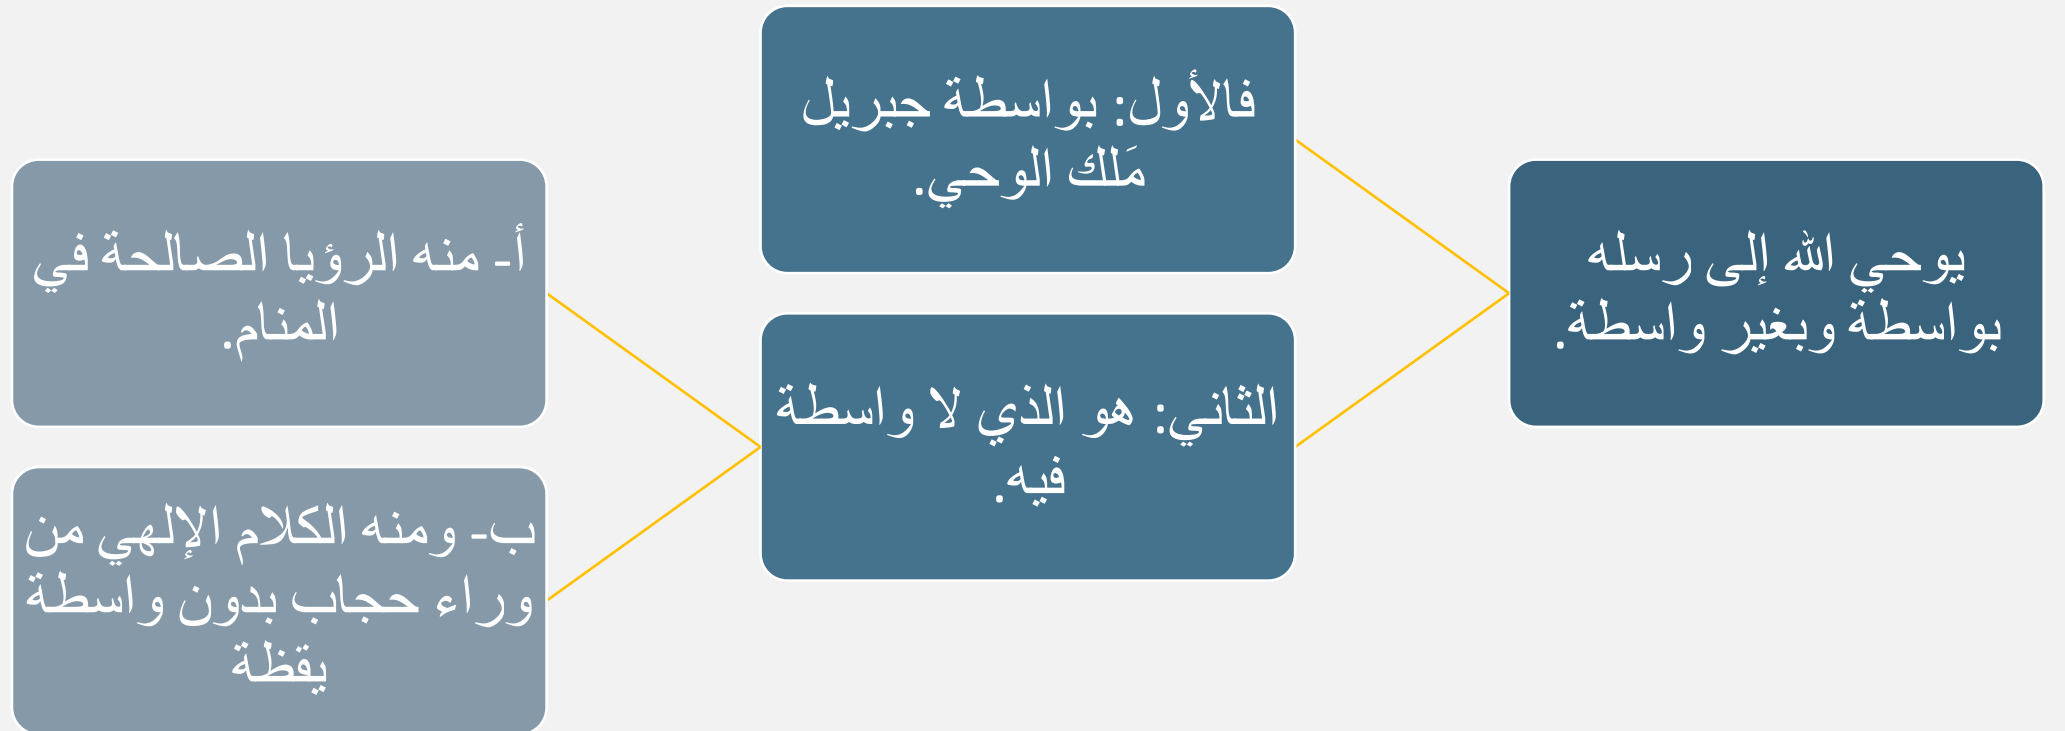 يوحي الله إلى رسله
بواسطة وبغير واسطة.
فالأول: بواسطة جبريل
مَلك الوحي.
الثاني: هو الذي لا واسطة
فيه.
أ- منه الرؤيا الصالحة في
المنام.
ب- ومنه الكلام الإلهي من
وراء حجاب بدون واسطة
يقظة